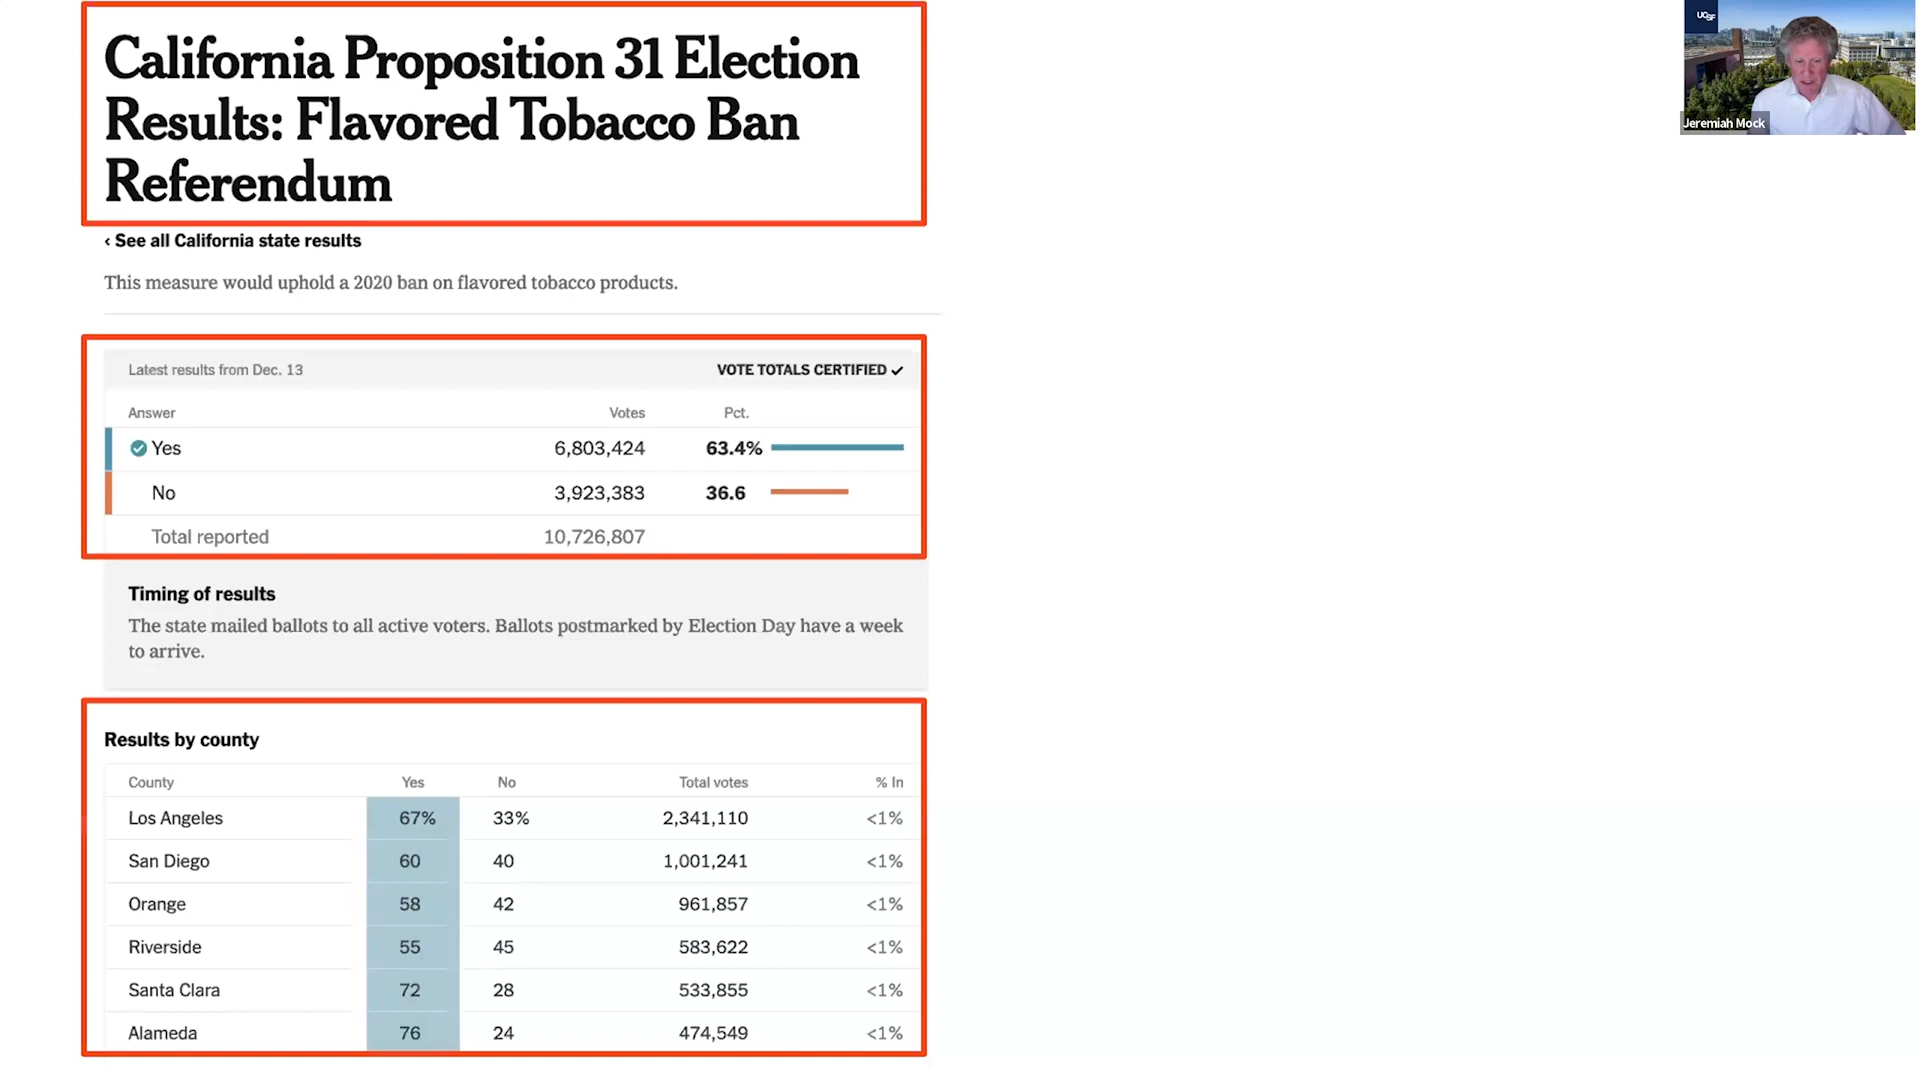 California Proposition 31 Election
Results: Flavored Tobacco Ban
Referendum
‹ See all California state results
This measure would uphold a 2020 ban on flavored tobacco products.
Latest results from Dec. 13 VOTE TOTALS CERTIFIED ✓
Answer Votes Pct.
Yes 6,803,424 63.4%
No 3,923,383 36.6
Total reported 10,726,807
Timing of results
The state mailed ballots to all active voters. Ballots postmarked by Election Day have a week
to arrive.
Results by county
County Yes No Total votes % In
Los Angeles 67% 33% 2,341,110 <1%
San Diego 60 40 1,001,241 <1%
Orange 58 42 961,857 <1%
Riverside 55 45 583,622 <1%
Santa Clara 72 28 533,855 <1%
Alameda 76 24 474,549 <1%
UCSF
Jeremiah Mock